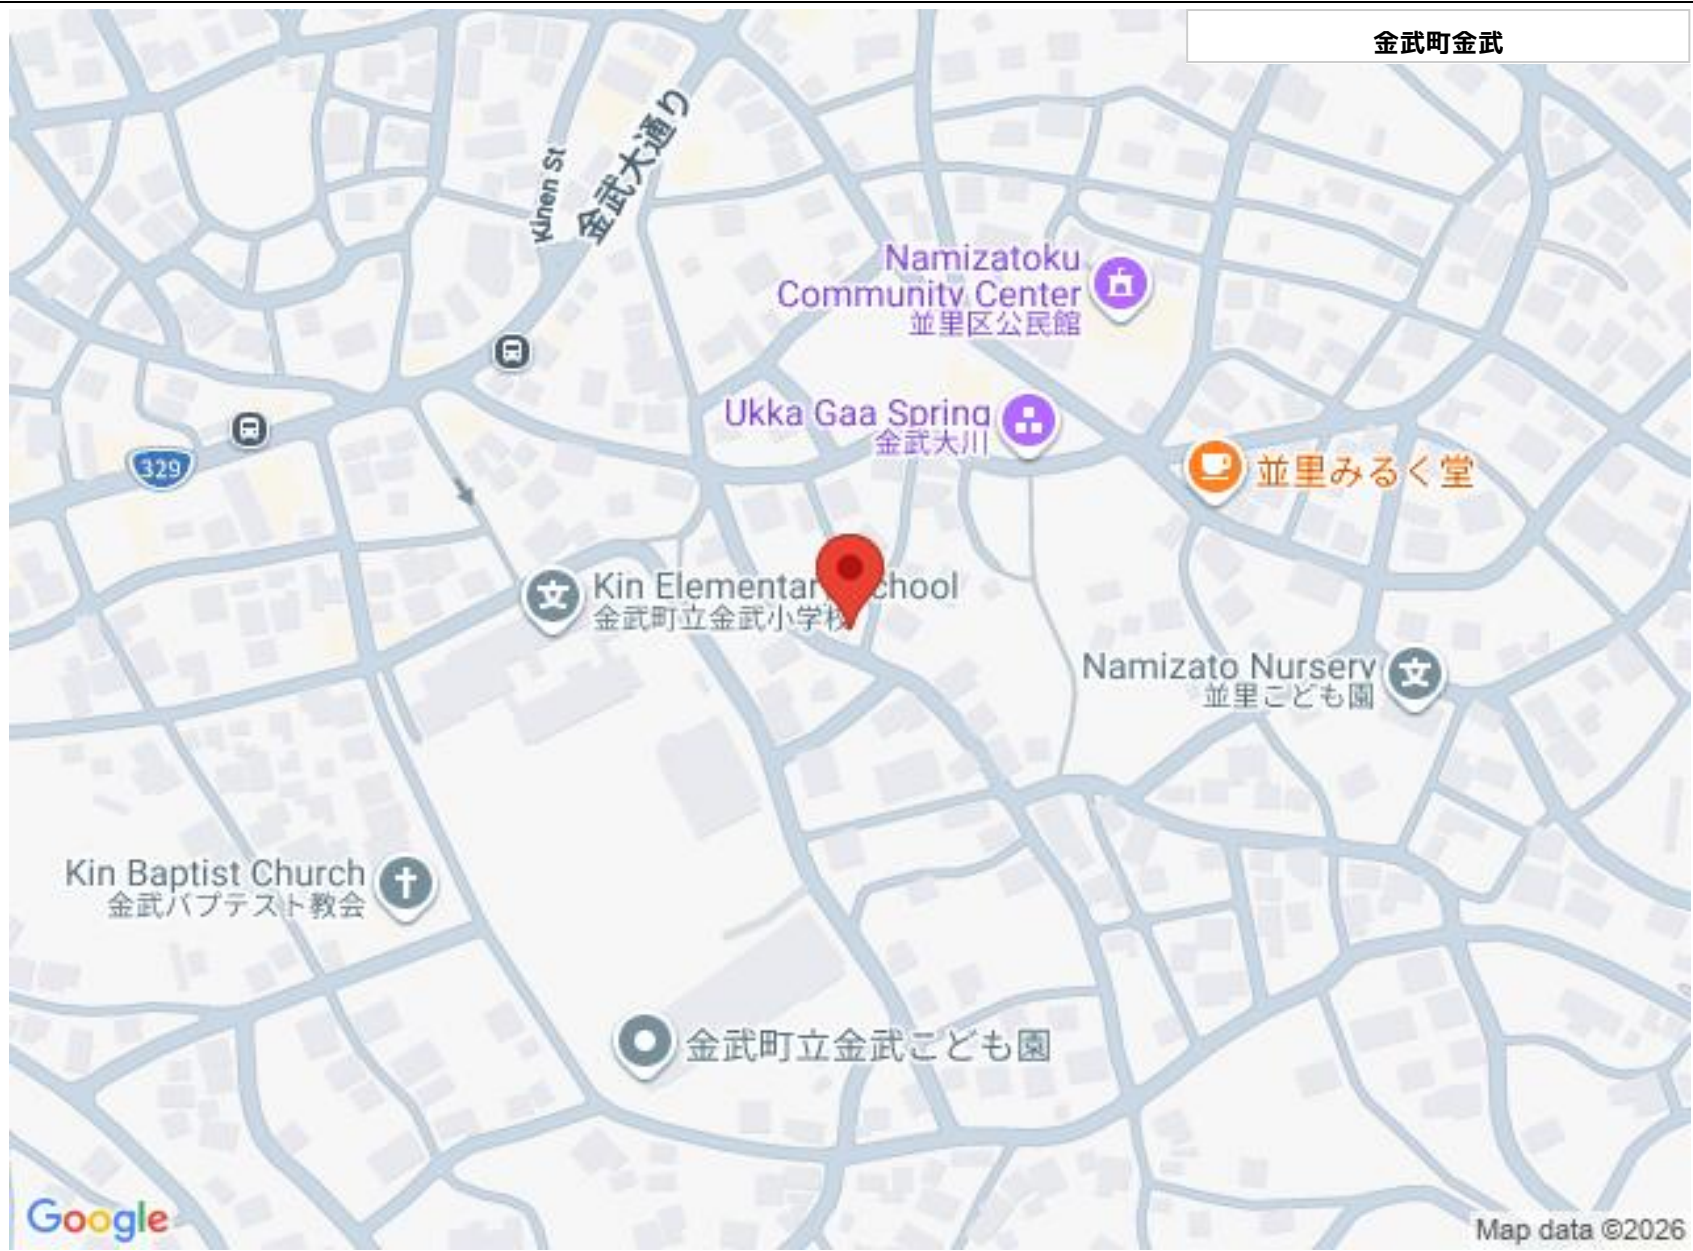 金武町金武
Kinen St
金武大通り
Namizatoku
Community Center
並里区公民館
Ukka Gaa Spring
金武大川
329
並里みるく堂
Kin Elementary School
金武町立金武小学校
Namizato Nursery
並里こども園
Kin Baptist Church
金武バプテスト教会
金武町立金武こども園
Google
Map data ©2026